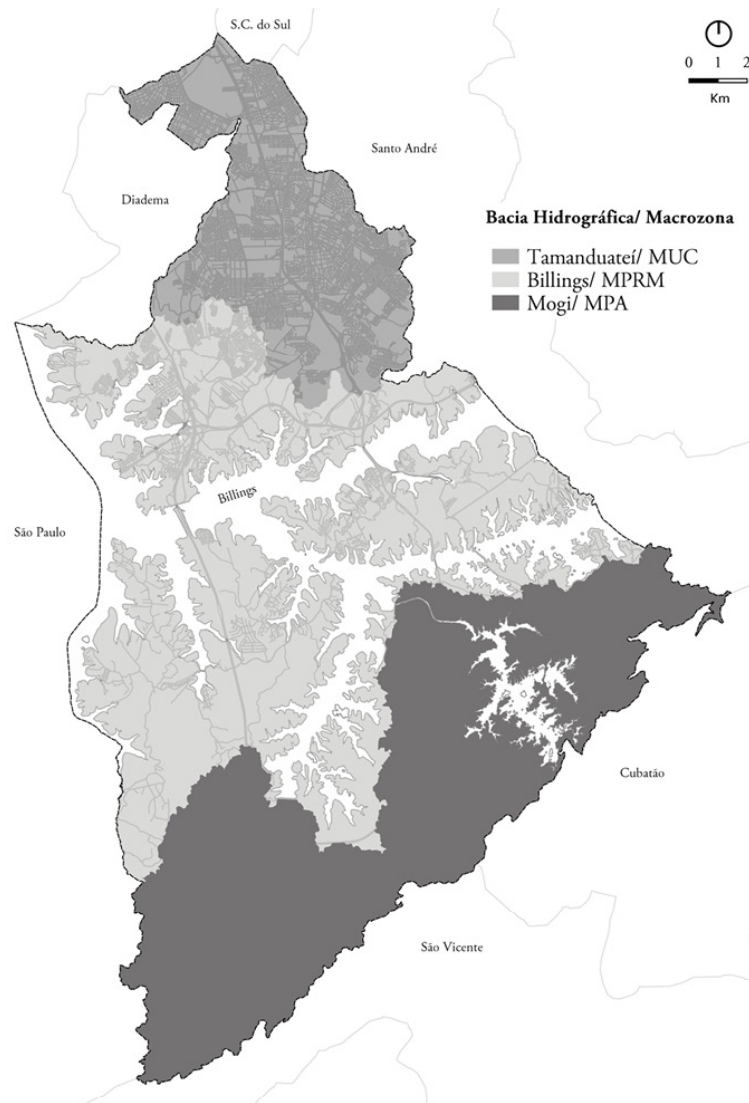 S.C. do Sul
0 1 2
Km
Santo André
Diadema
Bacia Hidrográfica/ Macrozona
Tamanduateí/ MUC
Billings/ MPRM
Mogi/ MPA
Billings
São Paulo
Cubatão
São Vicente